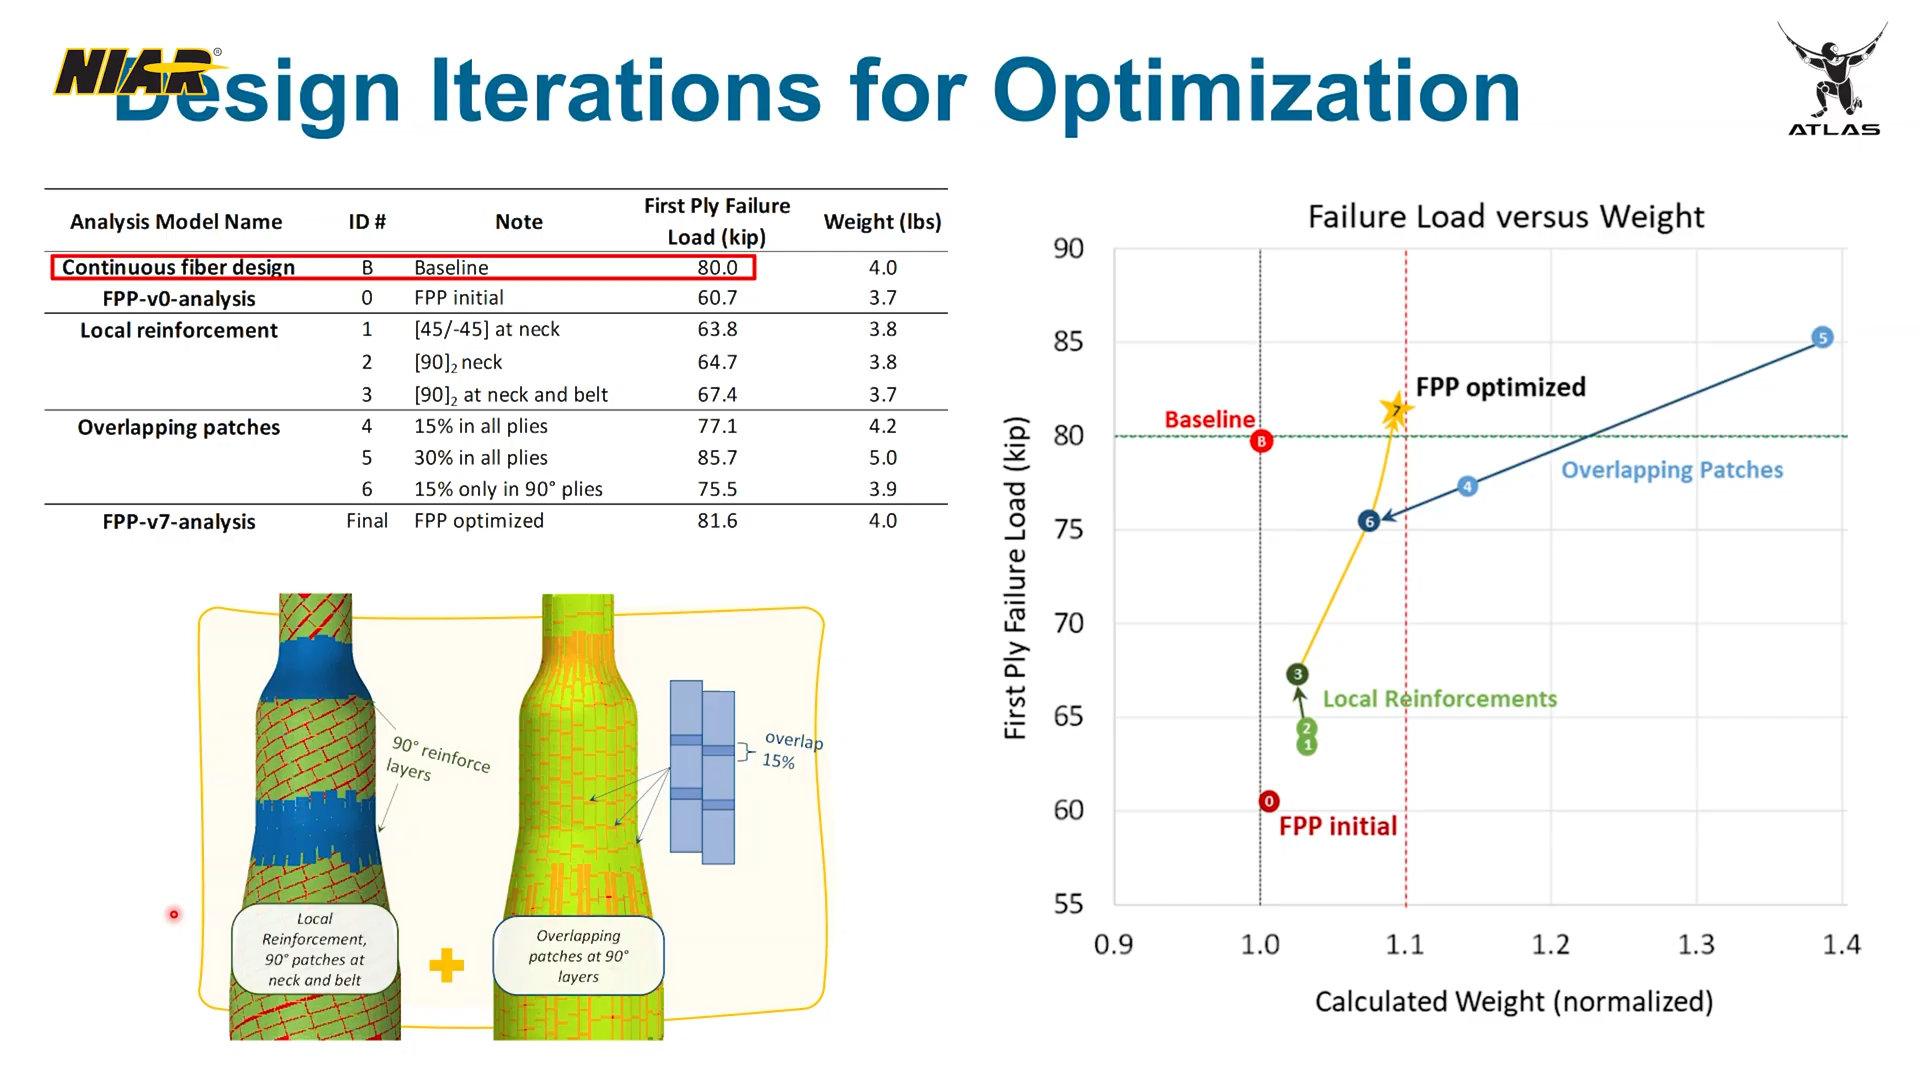 NIAR®
Design Iterations for Optimization
ATLAS
Analysis Model Name ID # Note First Ply Failure Load (kip) Weight (lbs)
Continuous fiber design B Baseline 80.0 4.0
FPP-v0-analysis 0 FPP initial 60.7 3.7
Local reinforcement 1 [45/-45] at neck 63.8 3.8
2 [90]₂ neck 64.7 3.8
3 [90]₂ at neck and belt 67.4 3.7
Overlapping patches 4 15% in all plies 77.1 4.2
5 30% in all plies 85.7 5.0
6 15% only in 90° plies 75.5 3.9
FPP-v7-analysis Final FPP optimized 81.6 4.0
90° reinforce
layers
overlap
15%
Local
Reinforcement,
90° patches at
neck and belt
Overlapping
patches at 90°
layers
Failure Load versus Weight
First Ply Failure Load (kip)
90
85
80
75
70
65
60
55
5
FPP optimized
7
Baseline
B
Overlapping Patches
4
6
3
Local Reinforcements
2
1
0
FPP initial
0.9 1.0 1.1 1.2 1.3 1.4
Calculated Weight (normalized)